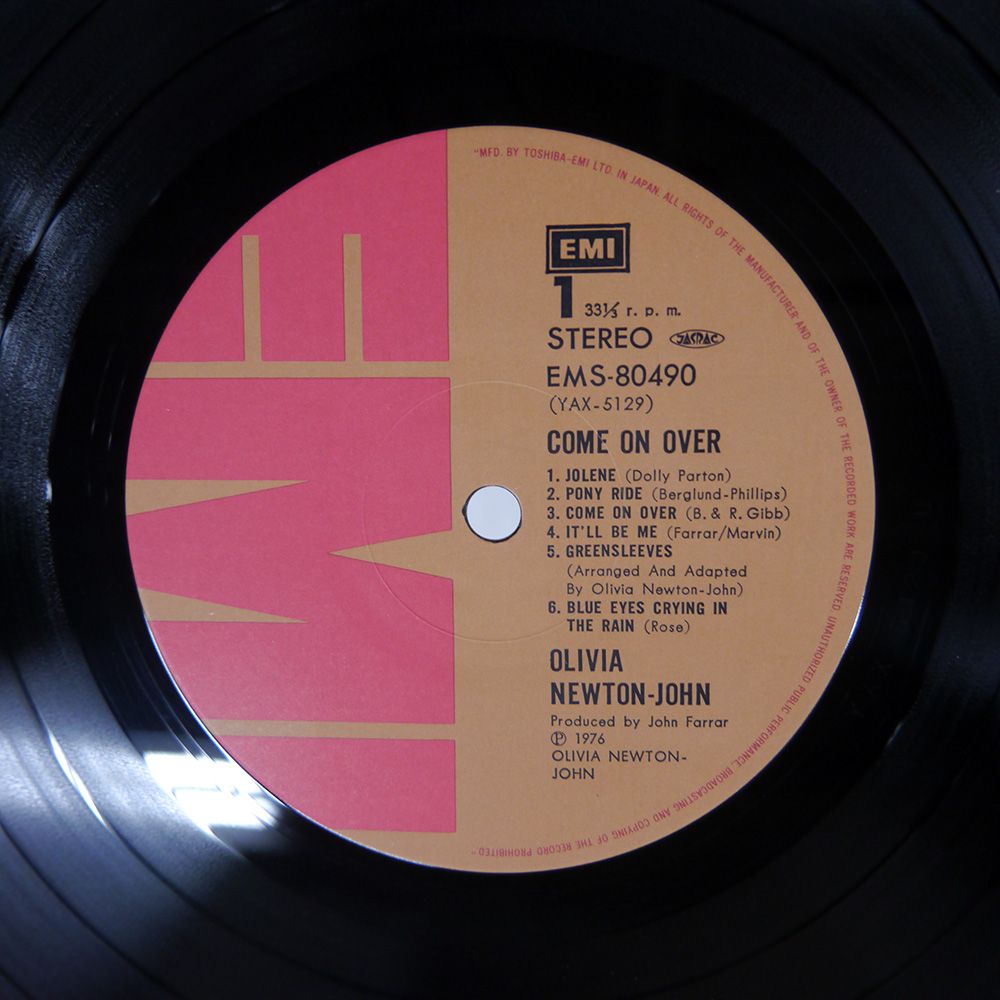 "MFD. BY TOSHIBA-EMI LTD. IN JAPAN. ALL RIGHTS OF THE MANUFACTURER AND OF THE OWNER OF THE RECORDED WORK ARE RESERVED. UNAUTHORIZED PUBLIC PERFORMANCE, BROADCASTING AND COPYING OF THE RECORD PROHIBITED."
EMI
EMI
1 33⅓ r. p. m.
STEREO JASRAC
EMS-80490
(YAX-5129)
COME ON OVER
1. JOLENE (Dolly Parton)
2. PONY RIDE (Berglund-Phillips)
3. COME ON OVER (B. & R. Gibb)
4. IT'LL BE ME (Farrar/Marvin)
5. GREENSLEEVES
(Arranged And Adapted
By Olivia Newton-John)
6. BLUE EYES CRYING IN
THE RAIN (Rose)
OLIVIA
NEWTON-JOHN
Produced by John Farrar
Ⓟ 1976
OLIVIA NEWTON-
JOHN